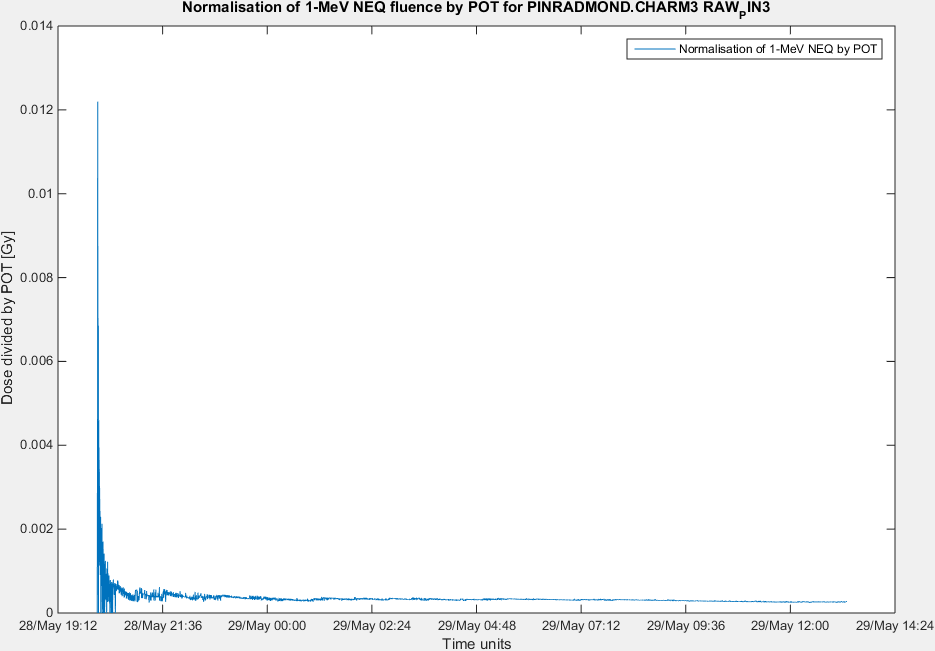 Normalisation of 1-MeV NEQ fluence by POT for PINRADMOND.CHARM3 RAWPIN3
Normalisation of 1-MeV NEQ by POT
Dose divided by POT [Gy]
0.014
0.012
0.01
0.008
0.006
0.004
0.002
0
28/May 19:12 28/May 21:36 29/May 00:00 29/May 02:24 29/May 04:48 29/May 07:12 29/May 09:36 29/May 12:00 29/May 14:24
Time units